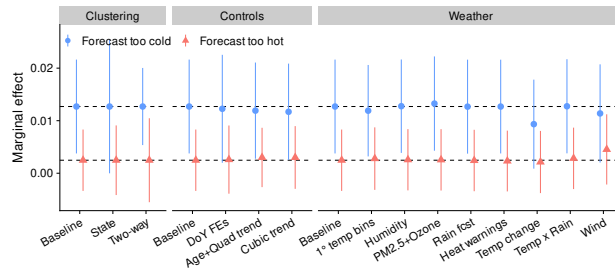 Clustering
Controls
Weather
Forecast too cold
Forecast too hot
Marginal effect
0.02
0.01
0.00
Baseline
State
Two-way
Baseline
DoY FEs
Age+Quad trend
Cubic trend
Baseline
1° temp bins
Humidity
PM2.5+Ozone
Rain fcst
Heat warnings
Temp change
Temp x Rain
Wind